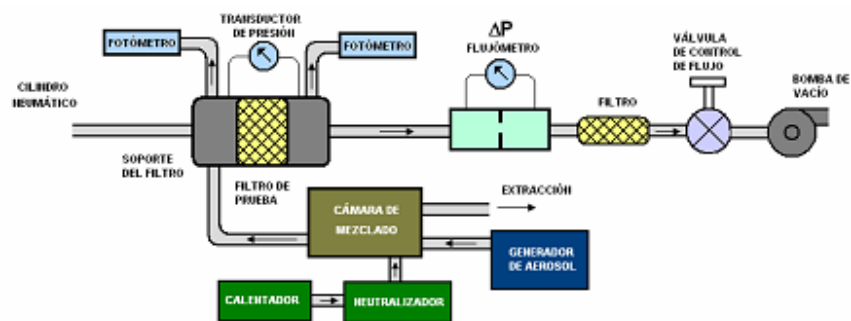 TRANSDUCTOR
DE PRESIÓN
FOTÓMETRO
FOTÓMETRO
ΔP
FLUJÓMETRO
VÁLVULA
DE CONTROL
DE FLUJO
BOMBA DE
VACÍO
CILINDRO
NEUMÁTICO
FILTRO
SOPORTE
DEL FILTRO
FILTRO DE
PRUEBA
CÁMARA DE
MEZCLADO
EXTRACCIÓN
GENERADOR
DE AEROSOL
CALENTADOR
NEUTRALIZADOR